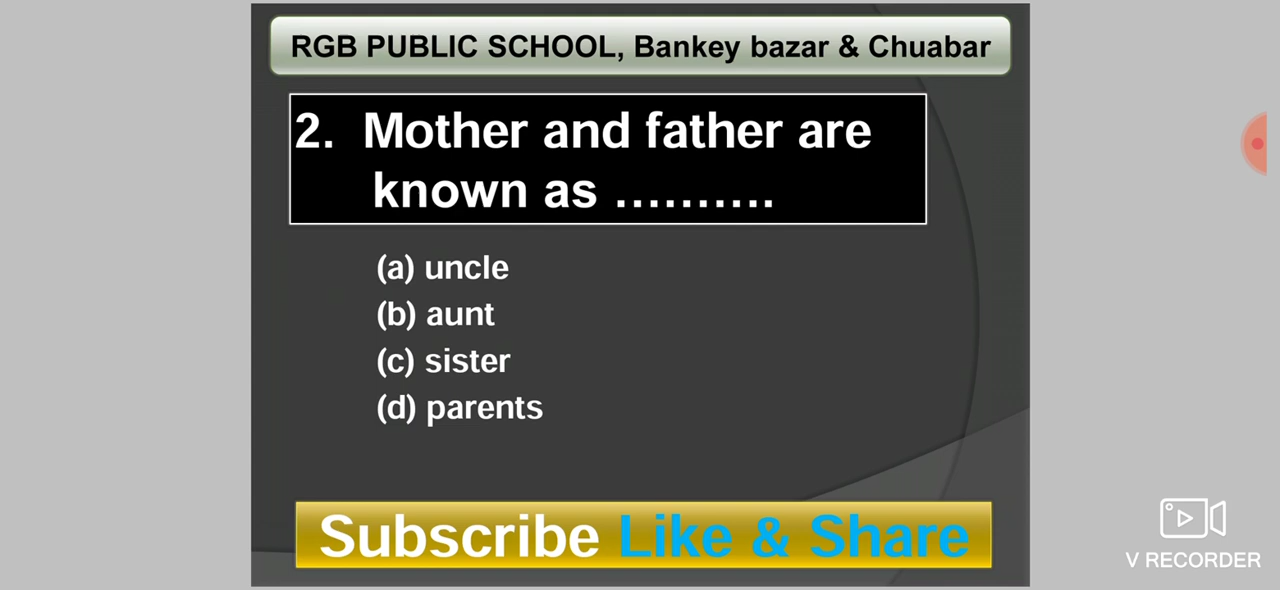 RGB PUBLIC SCHOOL, Bankey bazar & Chuabar
2. Mother and father are
known as ……….
(a) uncle
(b) aunt
(c) sister
(d) parents
Subscribe Like & Share
V RECORDER